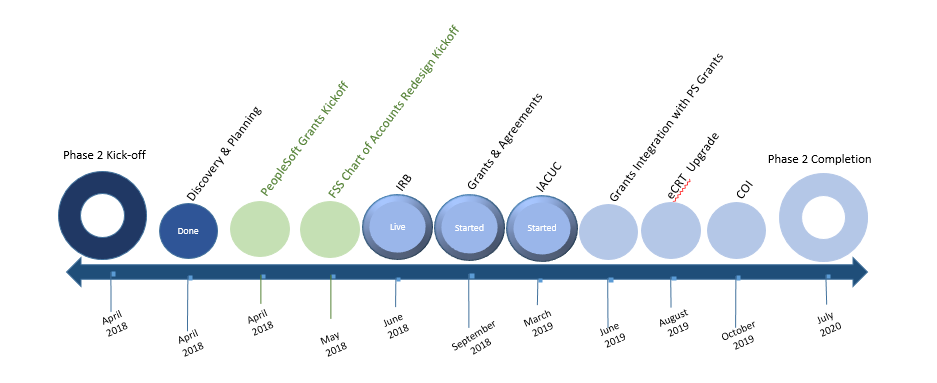 Phase 2 Kick-off
Discovery & Planning
PeopleSoft Grants Kickoff
FSS Chart of Accounts Redesign Kickoff
IRB
Grants & Agreements
IACUC
Grants Integration with PS Grants
eCRT Upgrade
COI
Phase 2 Completion
Done
Live
Started
Started
April
2018
April
2018
April
2018
May
2018
June
2018
September
2018
March
2019
June
2019
August
2019
October
2019
July
2020